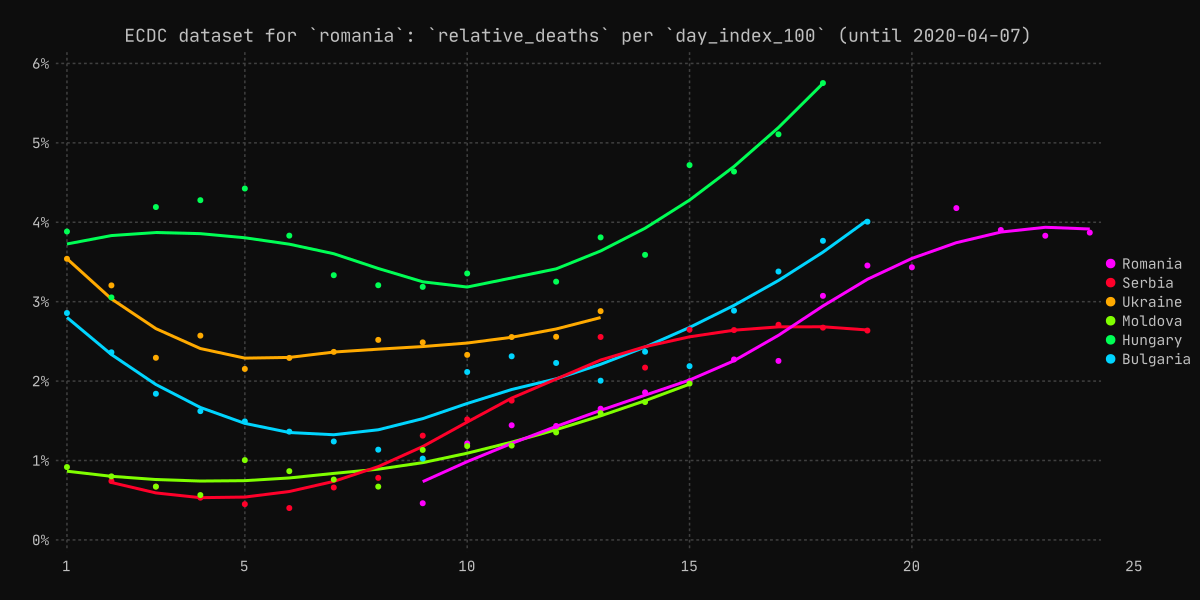 ECDC dataset for `romania`: `relative_deaths` per `day_index_100` (until 2020-04-07)
6%
5%
4%
3%
2%
1%
0%
1 5 10 15 20 25
Romania
Serbia
Ukraine
Moldova
Hungary
Bulgaria